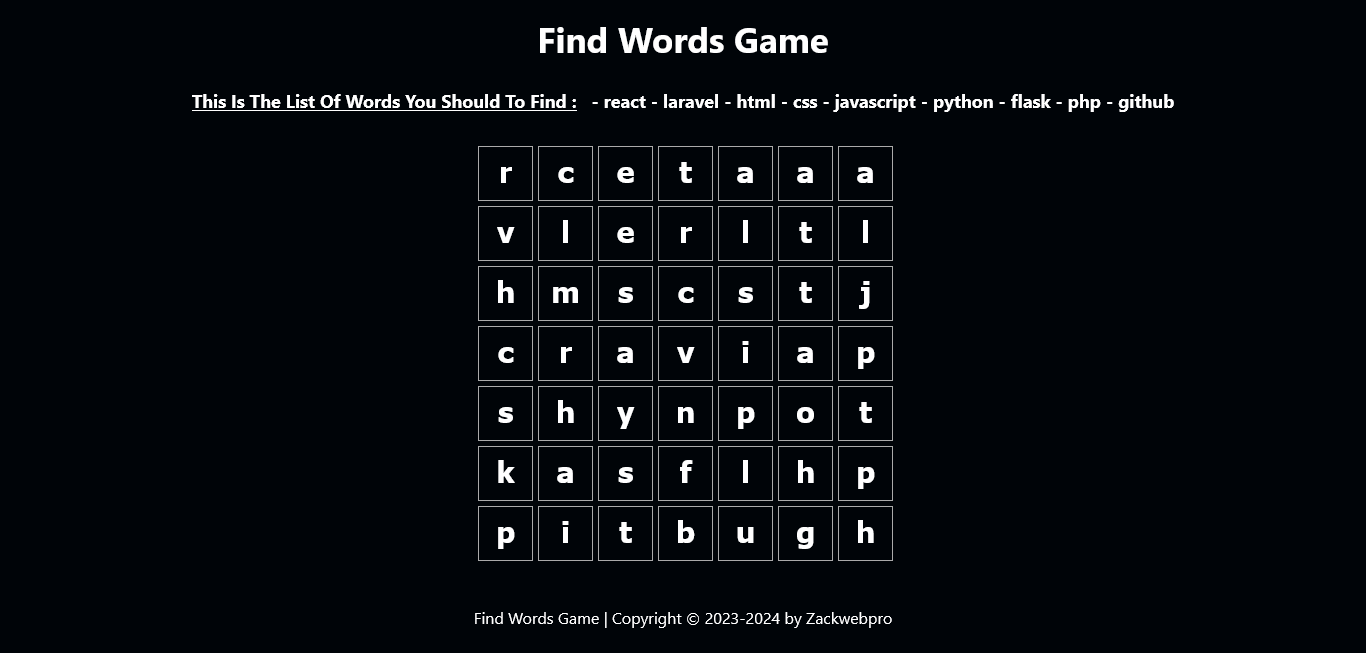 Find Words Game
This Is The List Of Words You Should To Find : - react - laravel - html - css - javascript - python - flask - php - github
r c e t a a a
v l e r l t l
h m s c s t j
c r a v i a p
s h y n p o t
k a s f l h p
p i t b u g h
Find Words Game | Copyright © 2023-2024 by Zackwebpro